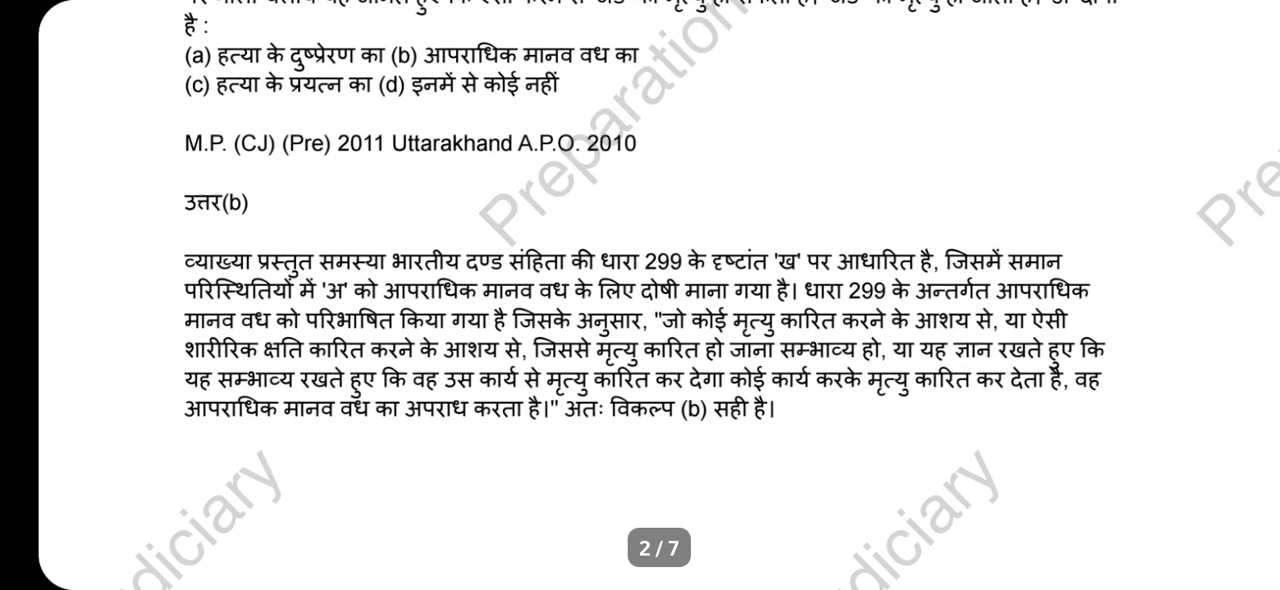 है :
(a) हत्या के दुष्प्रेरण का (b) आपराधिक मानव वध का
(c) हत्या के प्रयत्न का (d) इनमें से कोई नहीं
M.P. (CJ) (Pre) 2011 Uttarakhand A.P.O. 2010
उत्तर(b)
व्याख्या प्रस्तुत समस्या भारतीय दण्ड संहिता की धारा 299 के दृष्टांत 'ख' पर आधारित है, जिसमें समान
परिस्थितियों में 'अ' को आपराधिक मानव वध के लिए दोषी माना गया है। धारा 299 के अन्तर्गत आपराधिक
मानव वध को परिभाषित किया गया है जिसके अनुसार, "जो कोई मृत्यु कारित करने के आशय से, या ऐसी
शारीरिक क्षति कारित करने के आशय से, जिससे मृत्यु कारित हो जाना सम्भाव्य हो, या यह ज्ञान रखते हुए कि
यह सम्भाव्य रखते हुए कि वह उस कार्य से मृत्यु कारित कर देगा कोई कार्य करके मृत्यु कारित कर देता है, वह
आपराधिक मानव वध का अपराध करता है।" अतः विकल्प (b) सही है।
Preparation
Pre
diciary
diciary
2 / 7